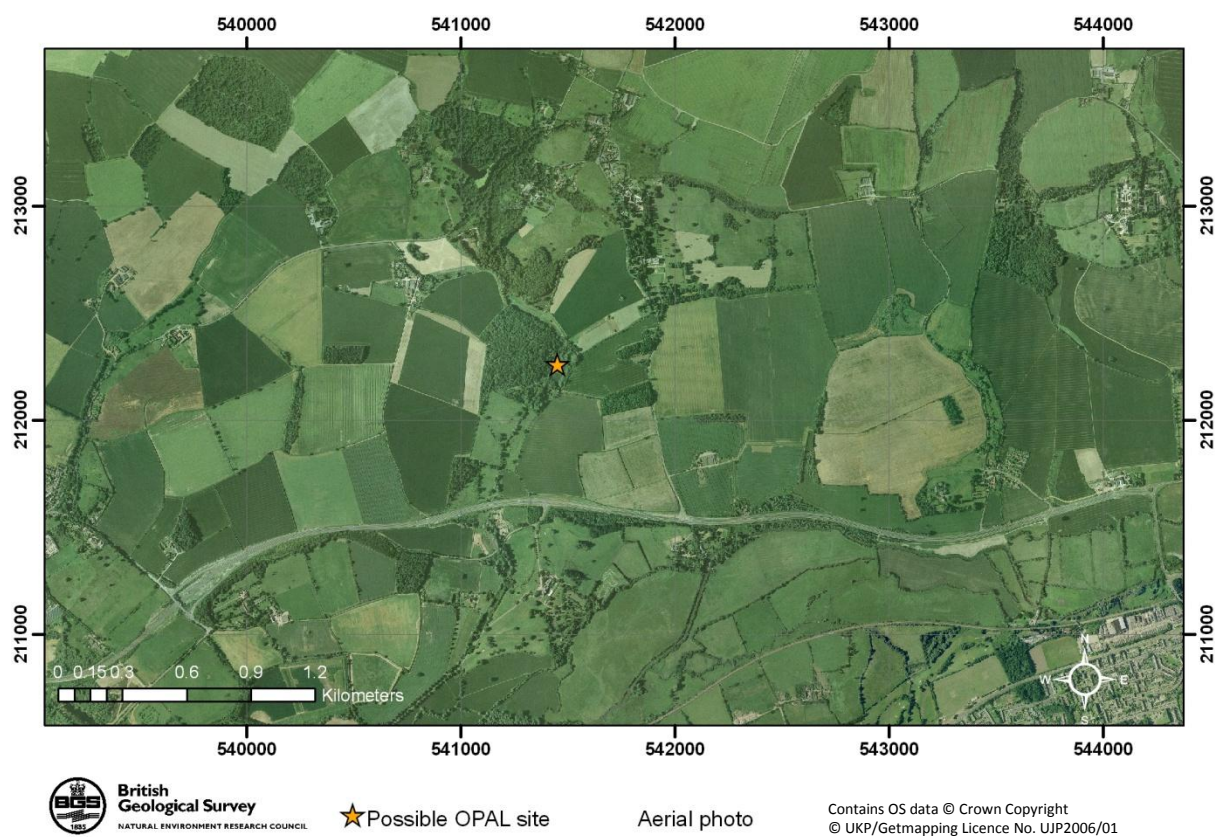 540000 541000 542000 543000 544000
213000 213000
212000 212000
211000 211000
N
W E
S
0 0.15 0.3 0.6 0.9 1.2
Kilometers
540000 541000 542000 543000 544000
BGS
1835
British
Geological Survey
NATURAL ENVIRONMENT RESEARCH COUNCIL
Possible OPAL site
Aerial photo
Contains OS data © Crown Copyright
© UKP/Getmapping Licence No. UJP2006/01